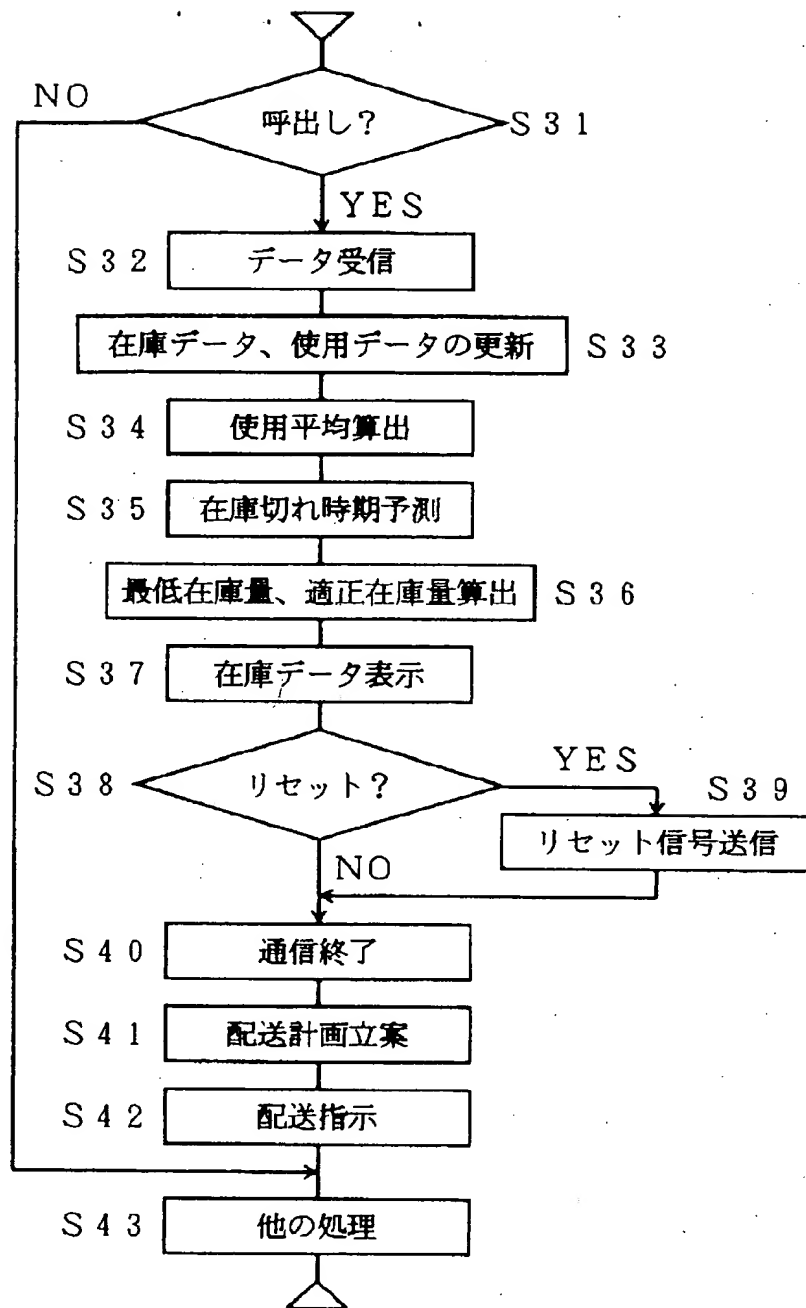 呼出し?
NO
S31
YES
S32
データ受信
在庫データ、使用データの更新
S33
S34
使用平均算出
S35
在庫切れ時期予測
最低在庫量、適正在庫量算出
S36
S37
在庫データ表示
S38
リセット?
YES
S39
リセット信号送信
NO
S40
通信終了
S41
配送計画立案
S42
配送指示
S43
他の処理